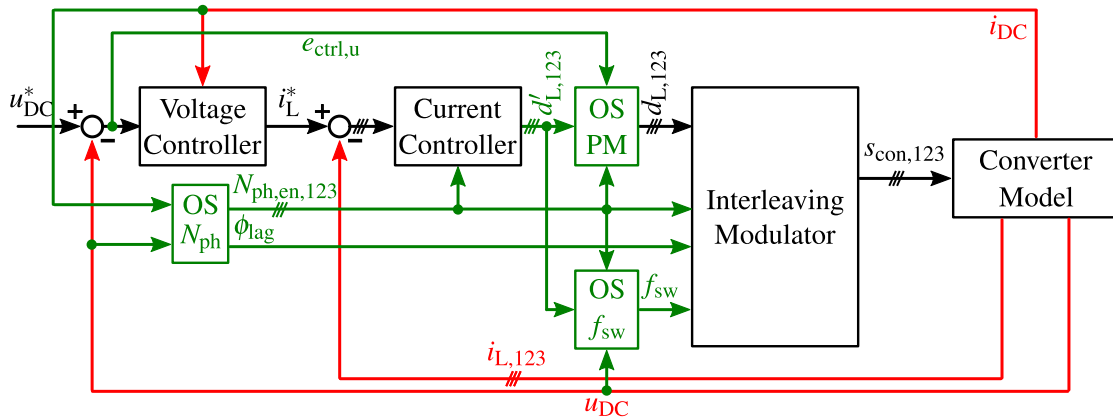 i_DC
e_ctrl,u
u*_DC
+
−
Voltage
Controller
i*_L
+
−
Current
Controller
d′_L,123
OS
PM
d_L,123
Interleaving
Modulator
s_con,123
Converter
Model
OS
N_ph
N_ph,en,123
ϕ_lag
OS
f_sw
f_sw
i_L,123
u_DC